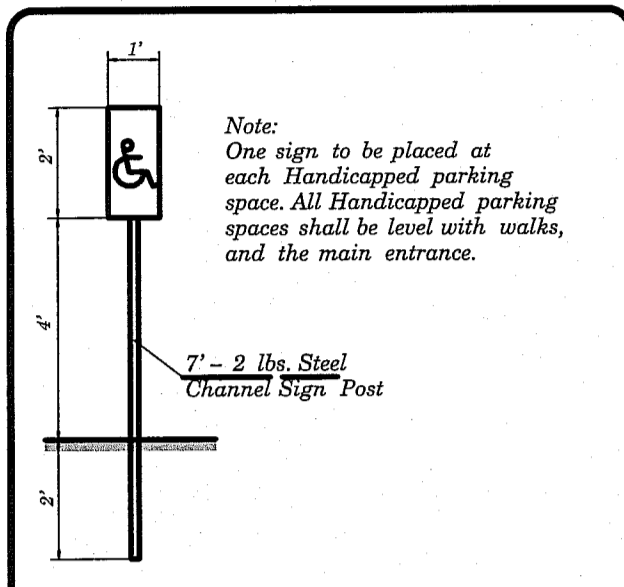 1'
2'
Note:
One sign to be placed at
each Handicapped parking
space. All Handicapped parking
spaces shall be level with walks,
and the main entrance.
4'
7' - 2 lbs. Steel
Channel Sign Post
2'